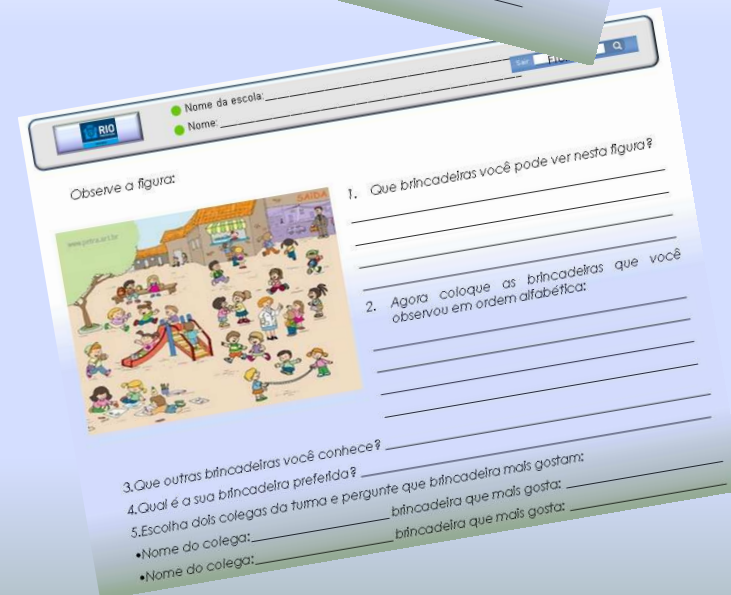 RIO
Nome da escola:
Nome:
Observe a figura:
www.petra.art.br
SAÍDA
1. Que brincadeiras você pode ver nesta figura?
2. Agora coloque as brincadeiras que você
observou em ordem alfabética:
3.Que outras brincadeiras você conhece?
4.Qual é a sua brincadeira preferida?
5.Escolha dois colegas da turma e pergunte que brincadeira mais gostam:
•Nome do colega: brincadeira que mais gosta:
•Nome do colega: brincadeira que mais gosta: